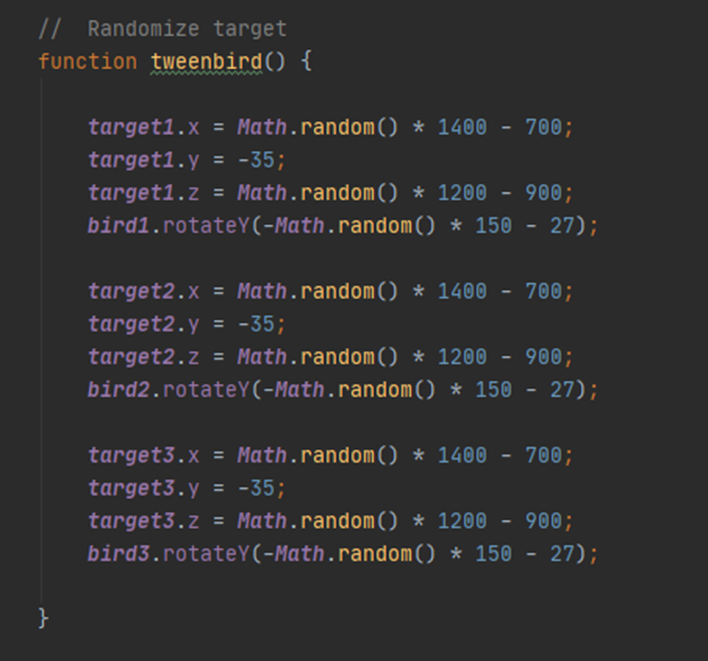 //  Randomize target
function tweenbird() {
target1.x = Math.random() * 1400 - 700;
target1.y = -35;
target1.z = Math.random() * 1200 - 900;
bird1.rotateY(-Math.random() * 150 - 27);
target2.x = Math.random() * 1400 - 700;
target2.y = -35;
target2.z = Math.random() * 1200 - 900;
bird2.rotateY(-Math.random() * 150 - 27);
target3.x = Math.random() * 1400 - 700;
target3.y = -35;
target3.z = Math.random() * 1200 - 900;
bird3.rotateY(-Math.random() * 150 - 27);
}